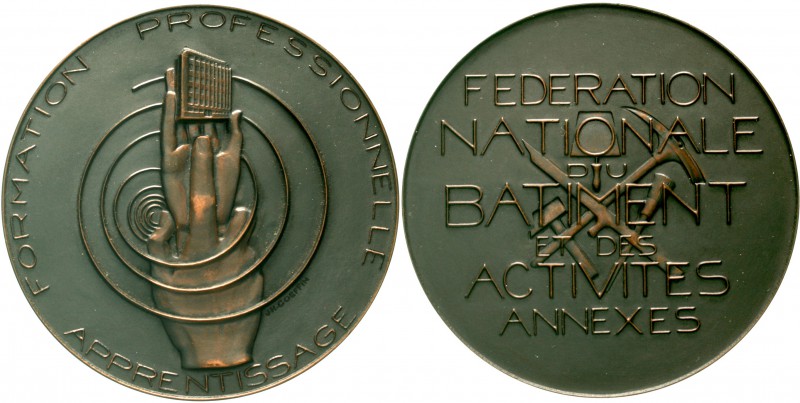 FORMATION PROFESSIONNELLE
APPRENTISSAGE
FEDERATION
NATIONALE
DU
BATIMENT
ET DES
ACTIVITES
ANNEXES